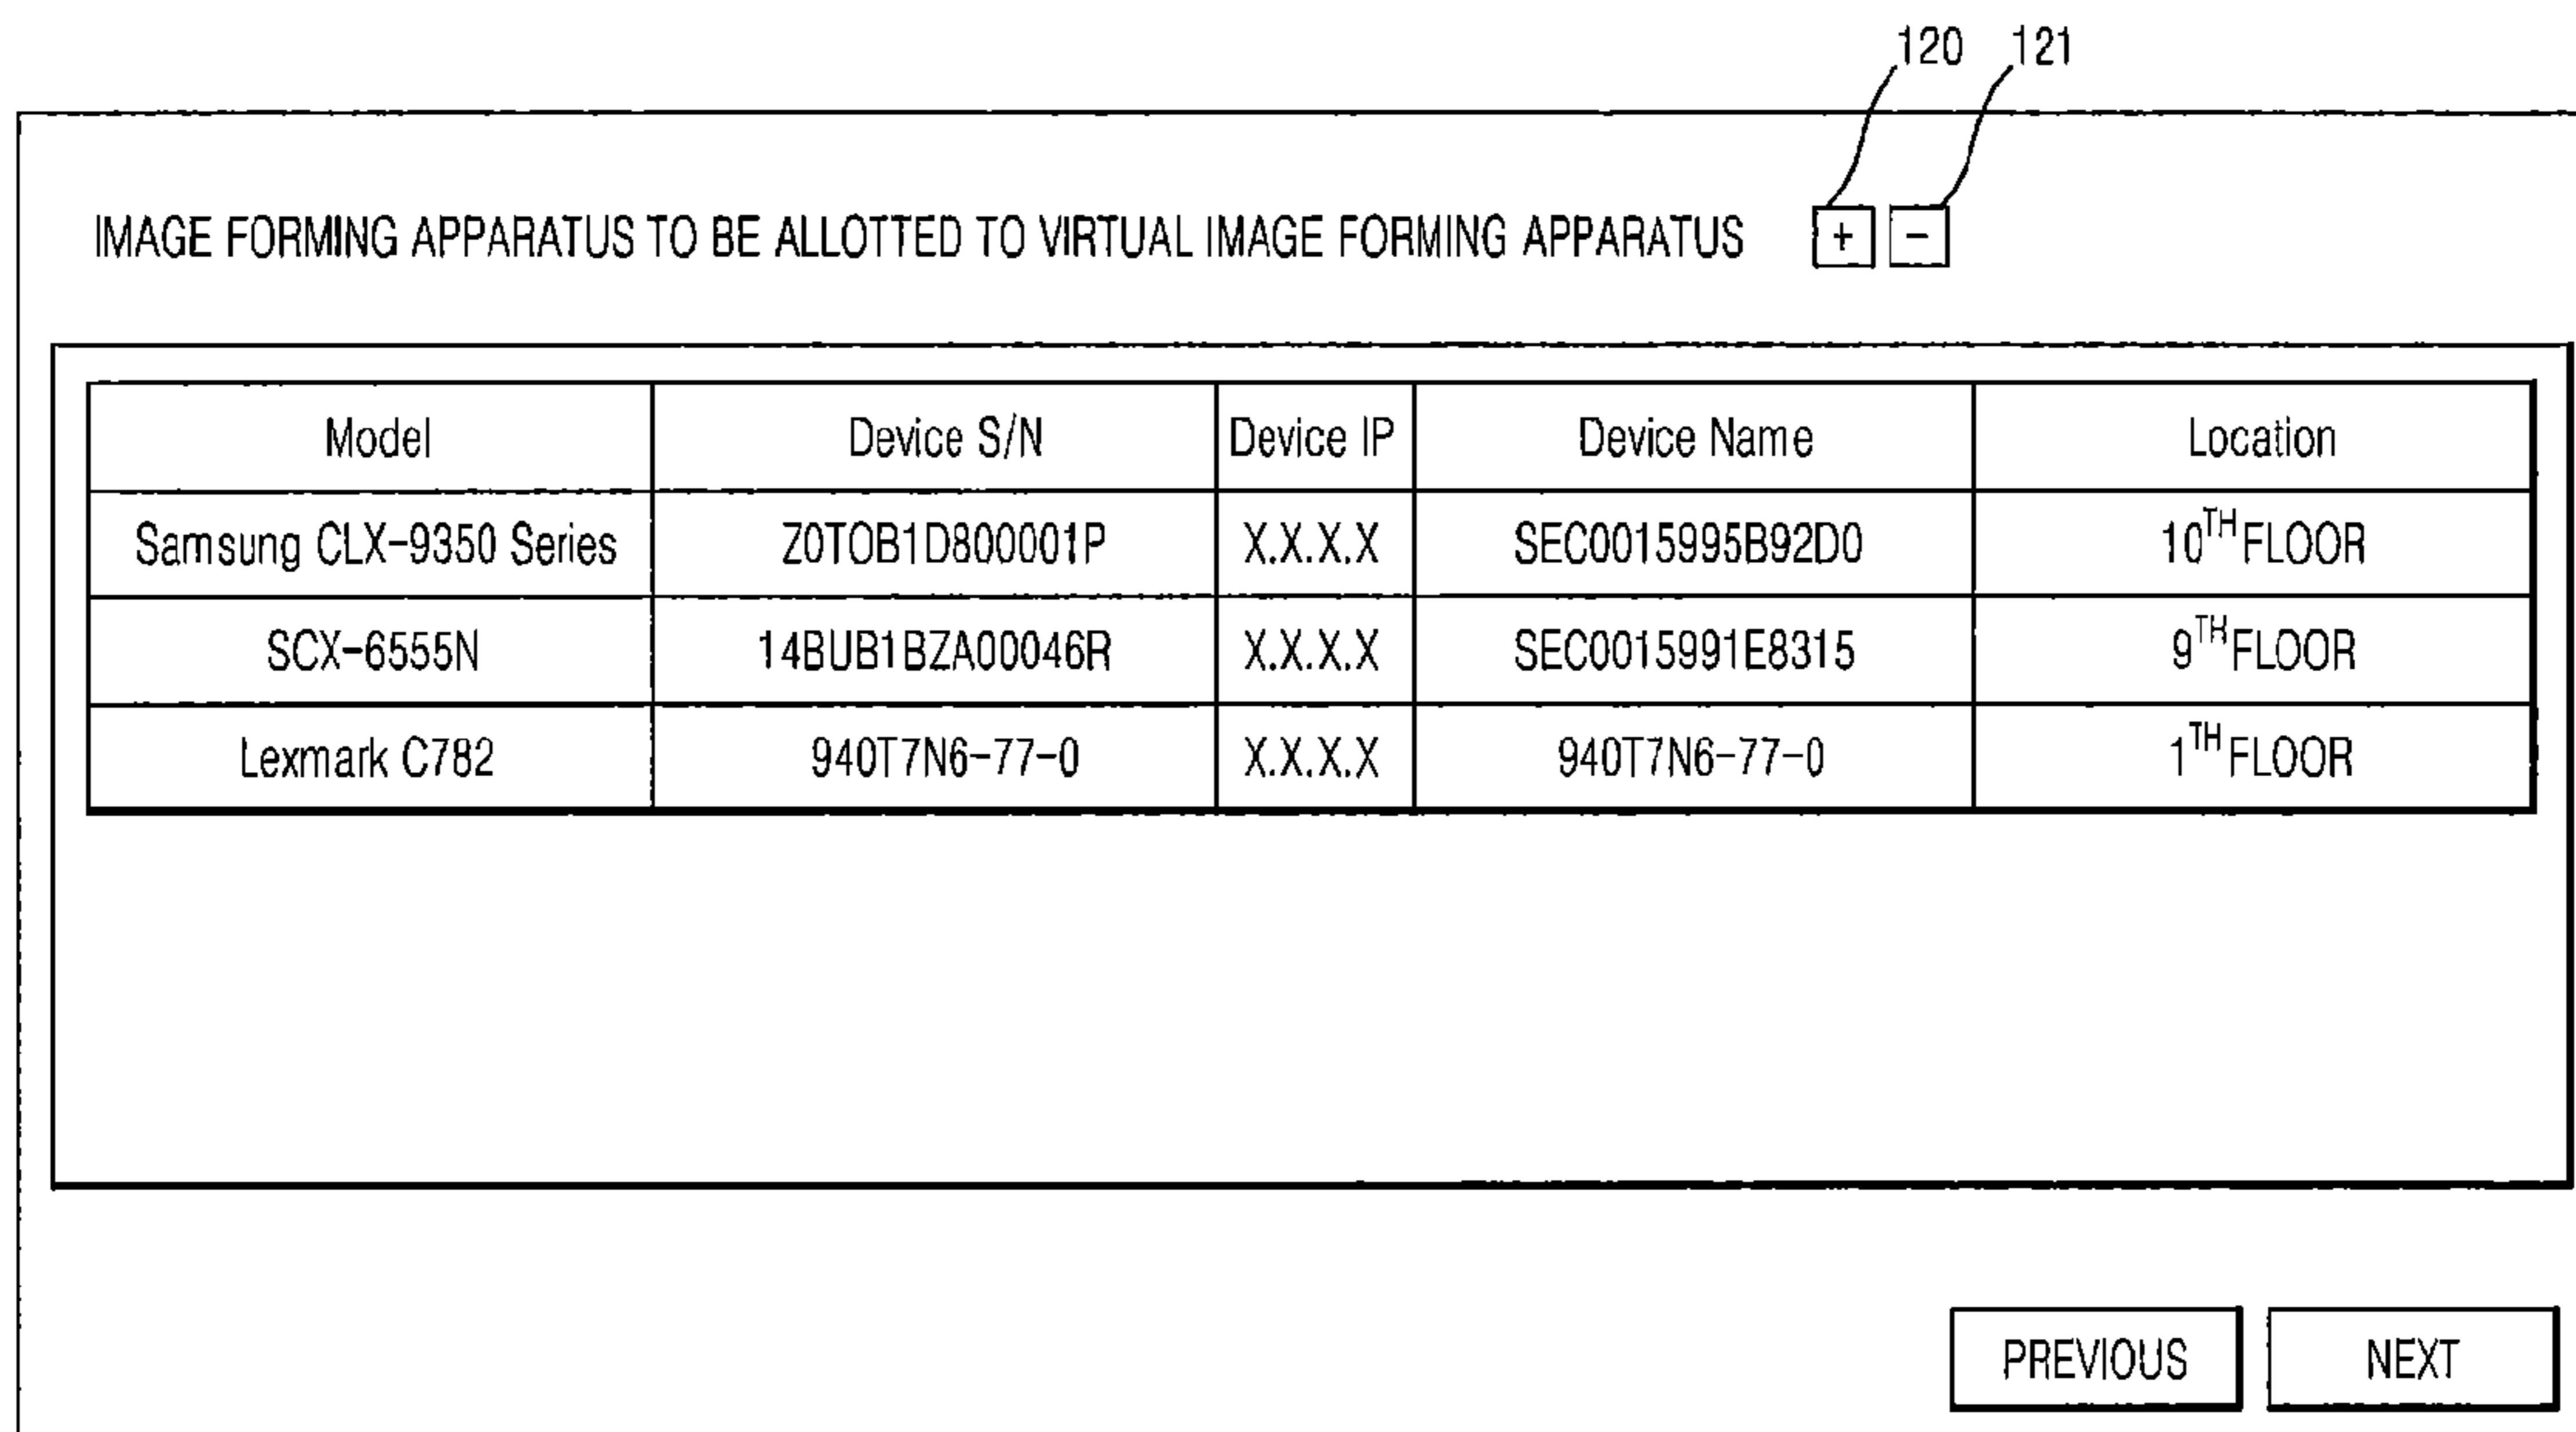 120 121
IMAGE FORMING APPARATUS TO BE ALLOTTED TO VIRTUAL IMAGE FORMING APPARATUS + −
Model Device S/N Device IP Device Name Location
Samsung CLX-9350 Series Z0TOB1D800001P X.X.X.X SEC0015995B92D0 10TH FLOOR
SCX-6555N 14BUB1BZA00046R X.X.X.X SEC0015991E8315 9TH FLOOR
Lexmark C782 940T7N6-77-0 X.X.X.X 940T7N6-77-0 1TH FLOOR
PREVIOUS NEXT